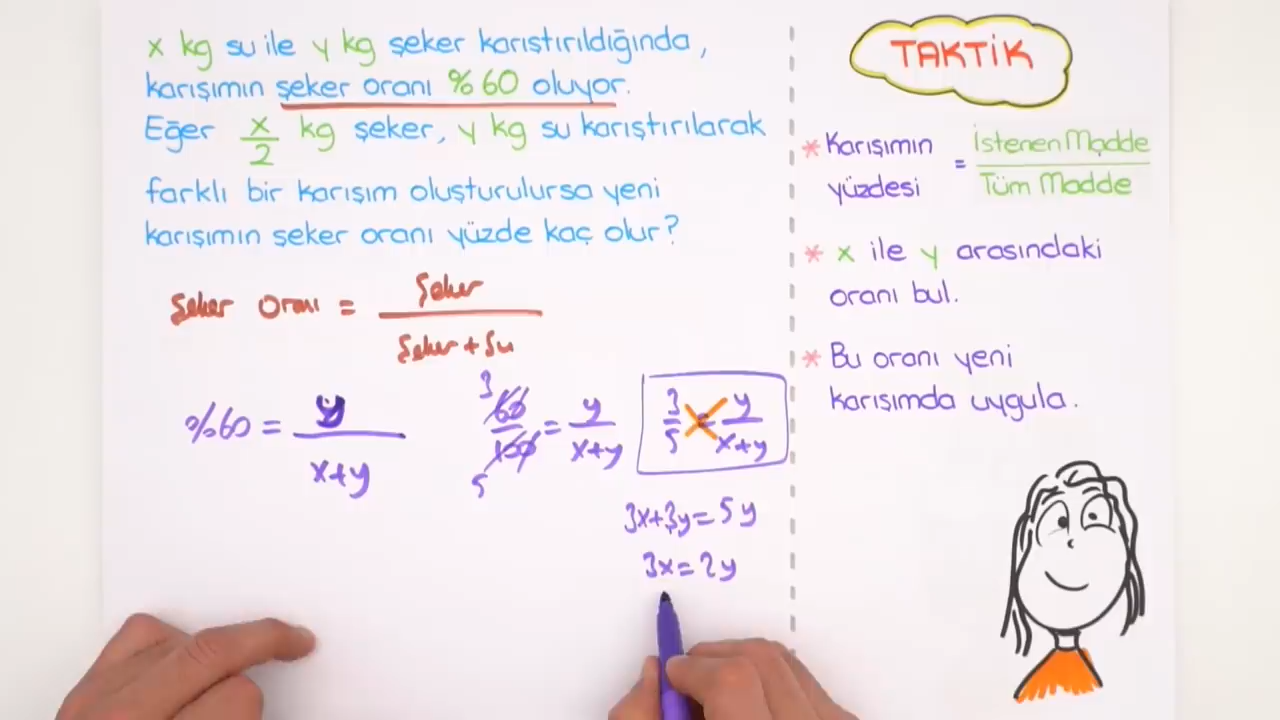 x kg su ile y kg şeker karıştırıldığında,
karışımın şeker oranı %60 oluyor.
Eğer x/2 kg şeker, y kg su karıştırılarak
farklı bir karışım oluşturulursa yeni
karışımın şeker oranı yüzde kaç olur?
Şeker Oranı = Şeker / Şeker + Su
%60 = y / x+y
3 60 / 100 5 = y / x+y
3/5 = y / x+y
3x+3y=5y
3x=2y
TAKTİK
* Karışımın yüzdesi = İstenen Madde / Tüm Madde
* x ile y arasındaki
oranı bul.
* Bu oranı yeni
karışımda uygula.